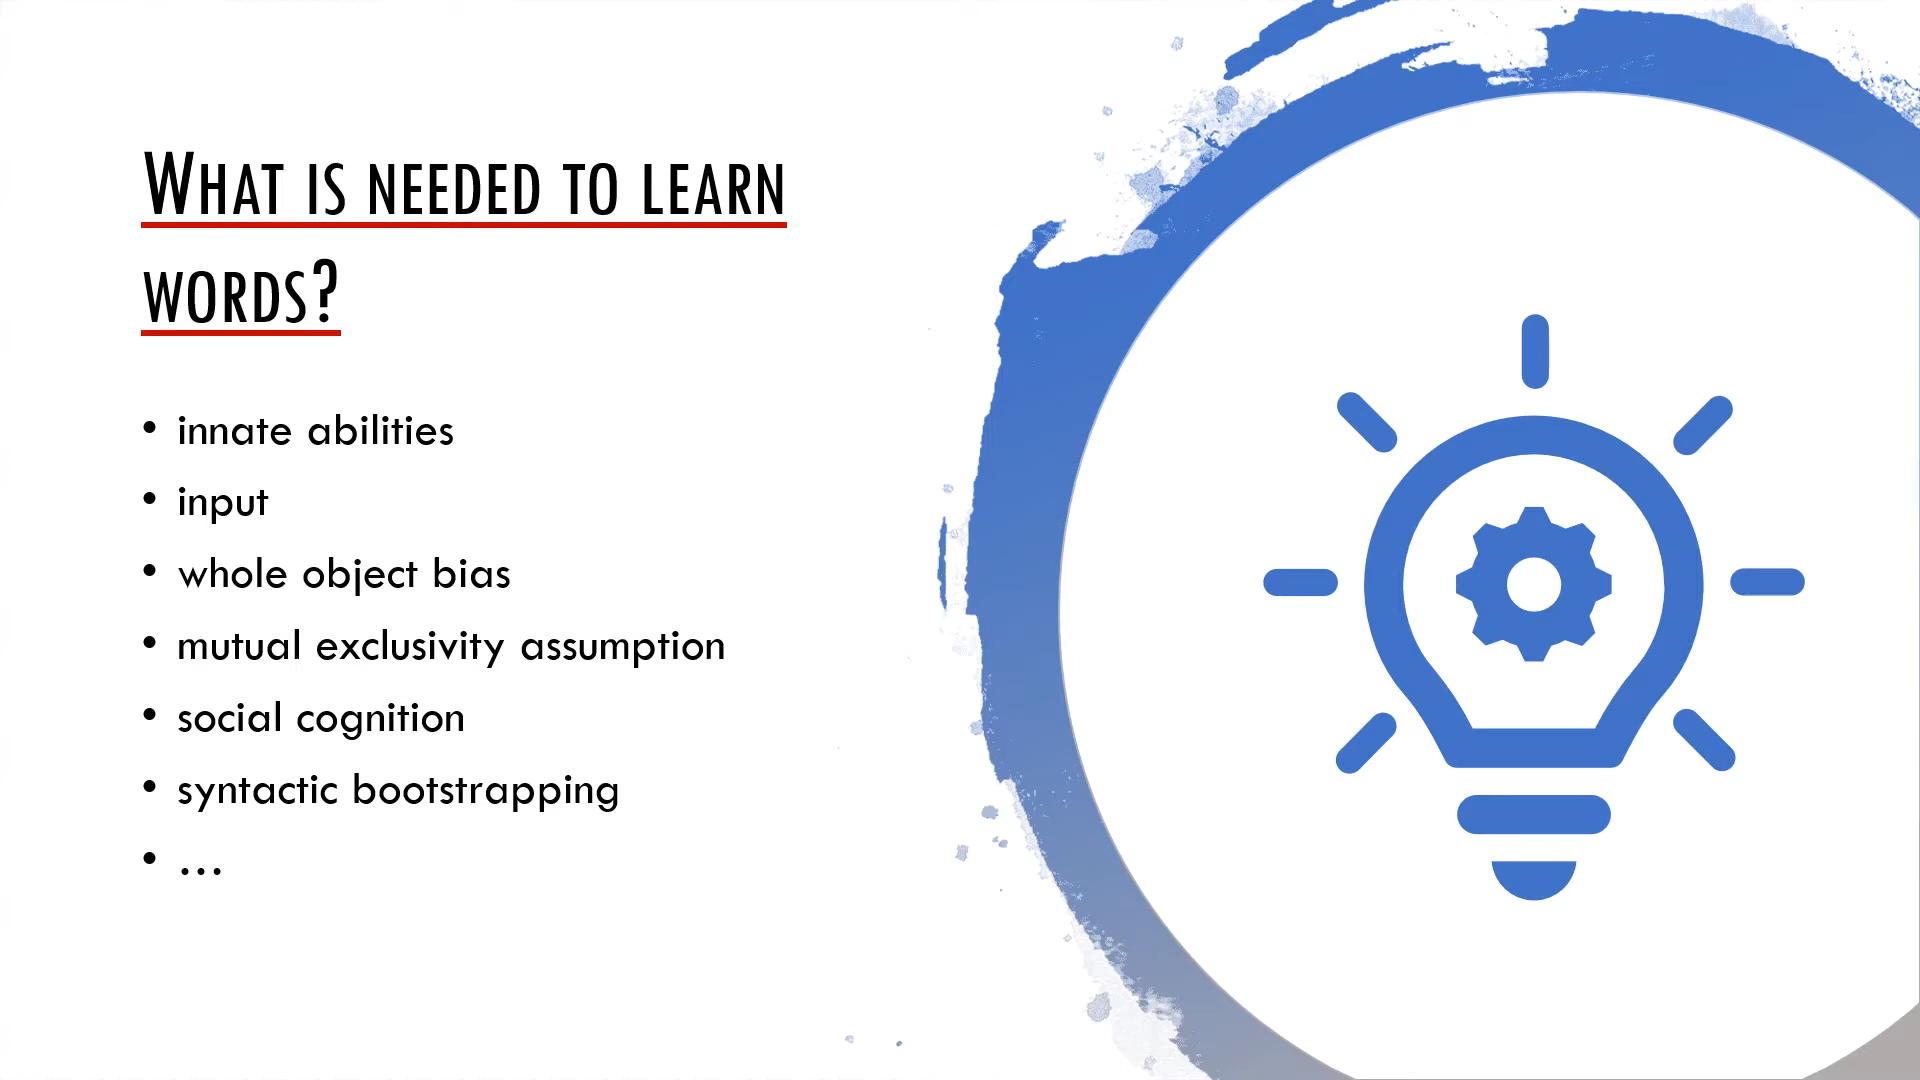 What is needed to learn
words?
• innate abilities
• input
• whole object bias
• mutual exclusivity assumption
• social cognition
• syntactic bootstrapping
• ...